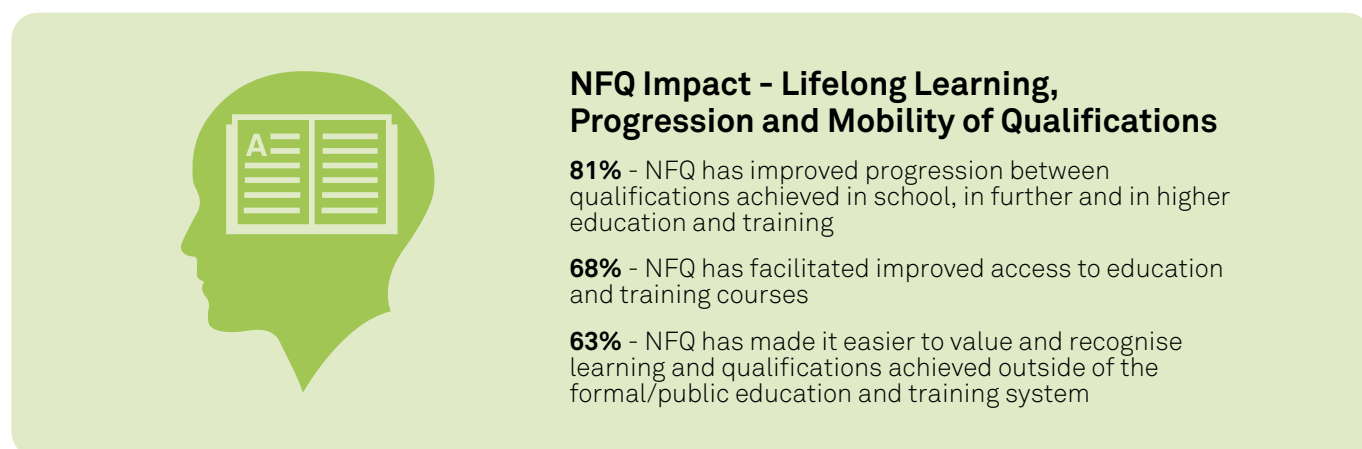 A
NFQ Impact - Lifelong Learning,
Progression and Mobility of Qualifications
81% - NFQ has improved progression between
qualifications achieved in school, in further and in higher
education and training
68% - NFQ has facilitated improved access to education
and training courses
63% - NFQ has made it easier to value and recognise
learning and qualifications achieved outside of the
formal/public education and training system